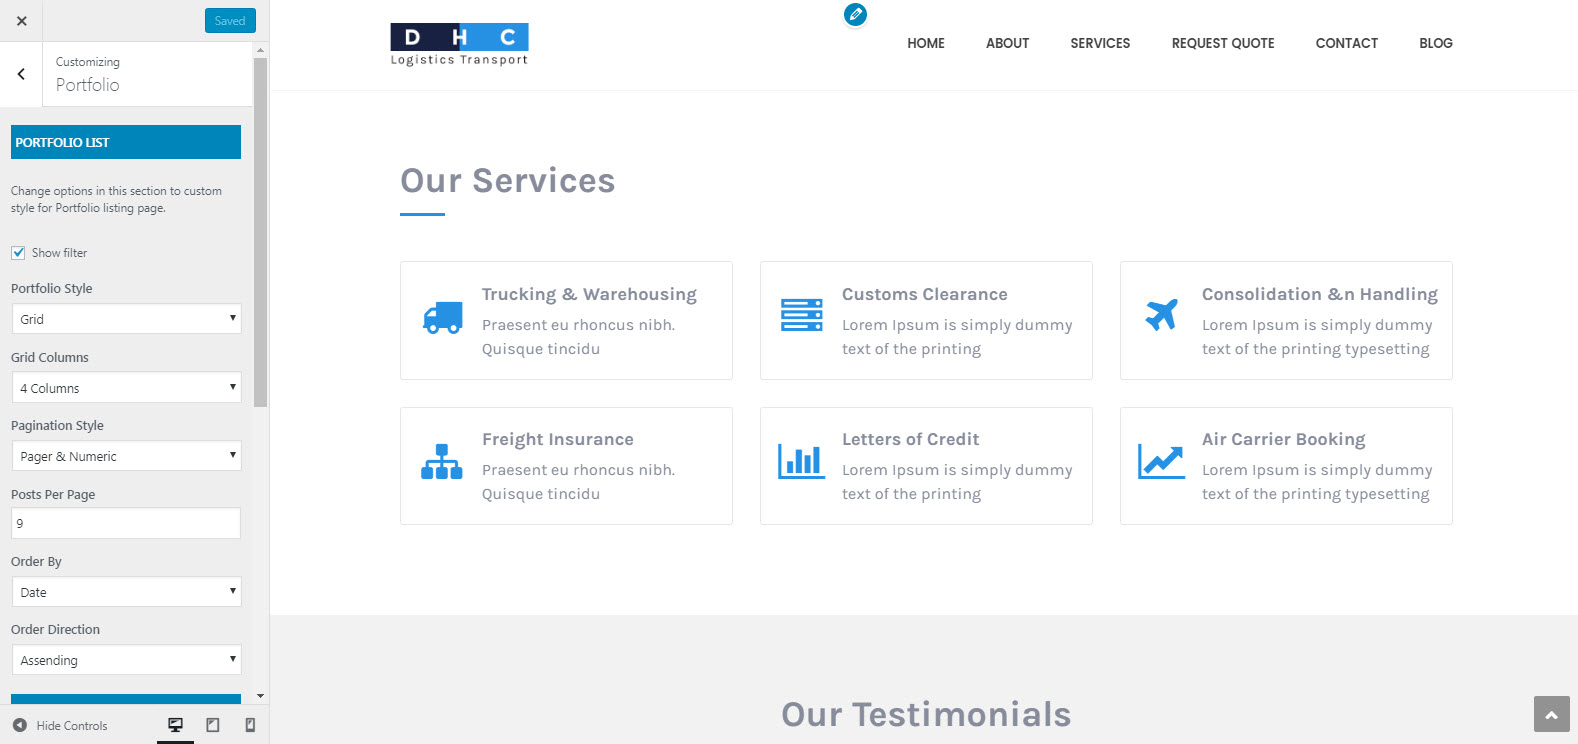 Saved
Customizing
Portfolio
PORTFOLIO LIST
Change options in this section to custom
style for Portfolio listing page.
Show filter
Portfolio Style
Grid
Grid Columns
4 Columns
Pagination Style
Pager & Numeric
Posts Per Page
9
Order By
Date
Order Direction
Assending
Hide Controls
D H C
Logistics Transport
HOME ABOUT SERVICES REQUEST QUOTE CONTACT BLOG
Our Services
Trucking & Warehousing
Praesent eu rhoncus nibh.
Quisque tincidu
Customs Clearance
Lorem Ipsum is simply dummy
text of the printing
Consolidation &n Handling
Lorem Ipsum is simply dummy
text of the printing typesetting
Freight Insurance
Praesent eu rhoncus nibh.
Quisque tincidu
Letters of Credit
Lorem Ipsum is simply dummy
text of the printing
Air Carrier Booking
Lorem Ipsum is simply dummy
text of the printing typesetting
Our Testimonials